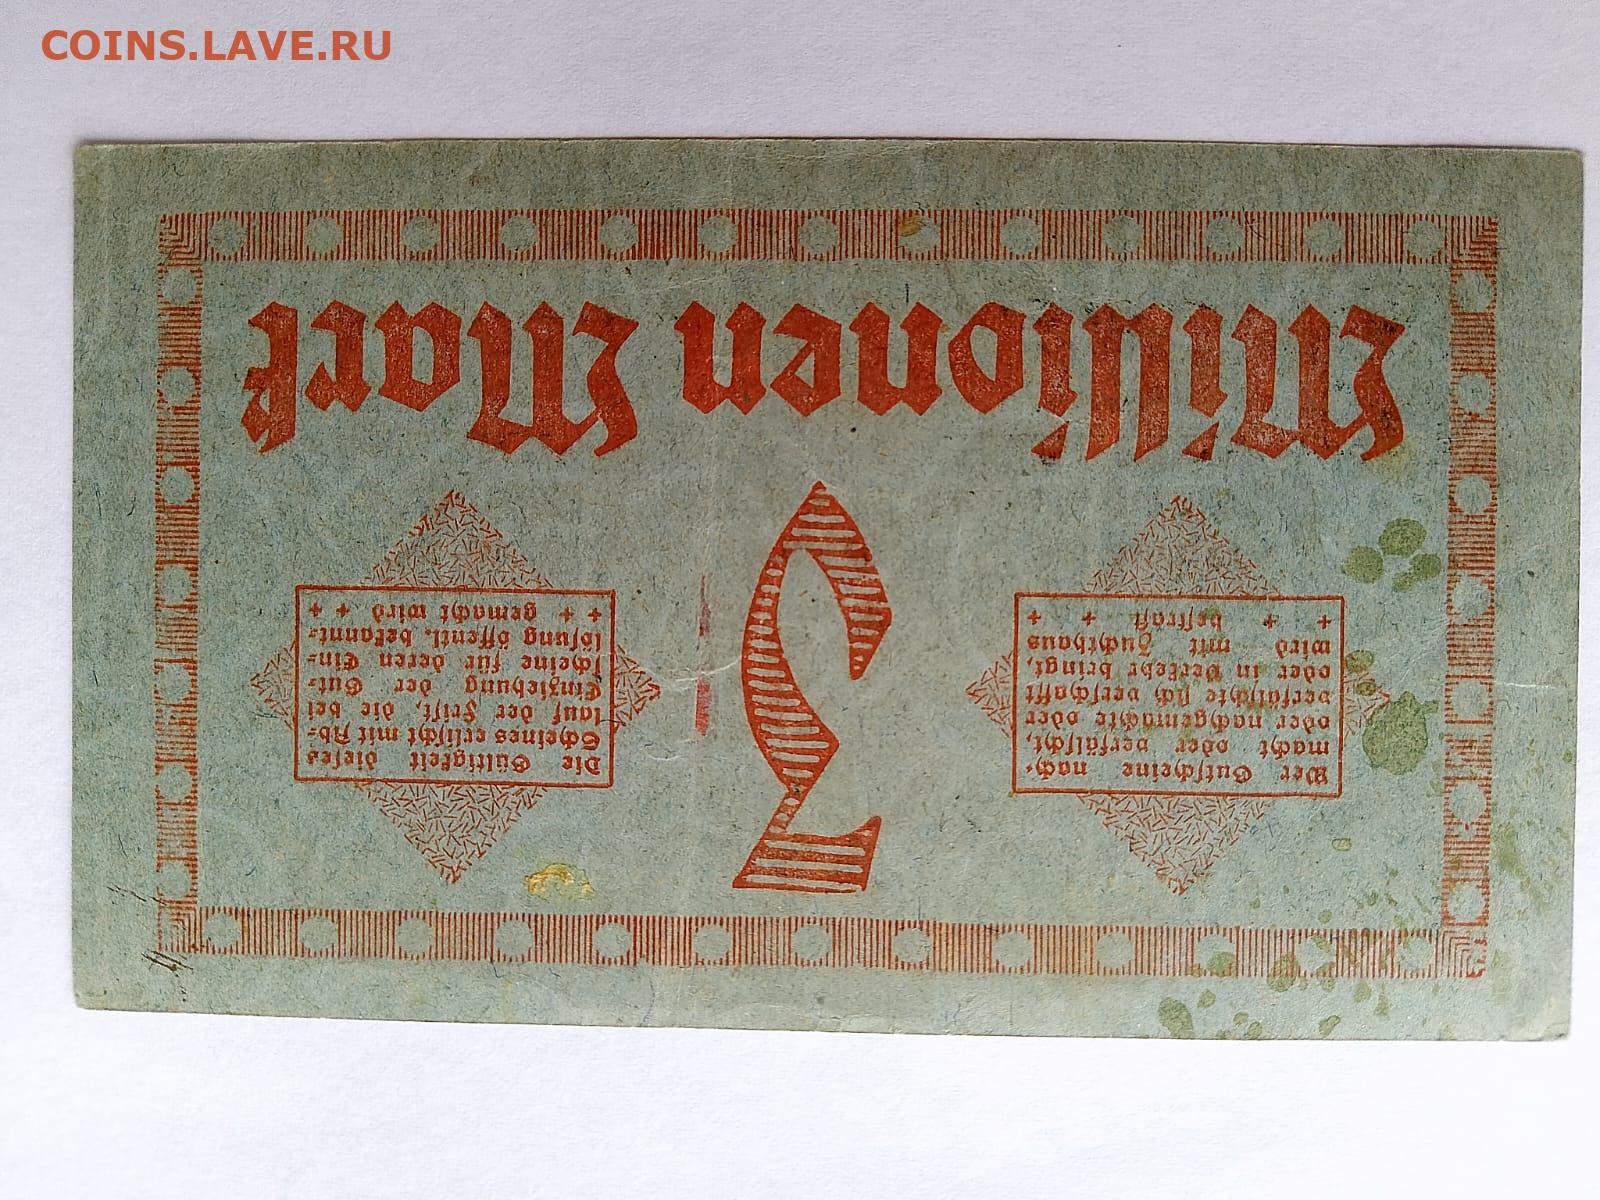 COINS.LAVE.RU
3
Wer Gutscheine nach-
macht oder verfälscht,
oder nachgemachte oder
verfälschte sich verschafft
oder in Verkehr bringt,
wird mit Zuchthaus
+ + bestraft + +
Die Gültigkeit dieses
Scheines erlischt mit Ab-
lauf der Frist, die bei
Einziehung der Gut-
scheine für deren Ein-
lösung öffentl. bekannt-
+ + gemacht wird + +
Millionen Mark